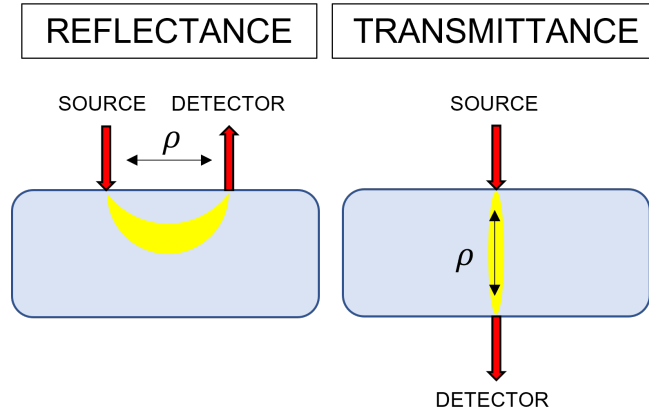 REFLECTANCE
TRANSMITTANCE
SOURCE
DETECTOR
ρ
SOURCE
ρ
DETECTOR